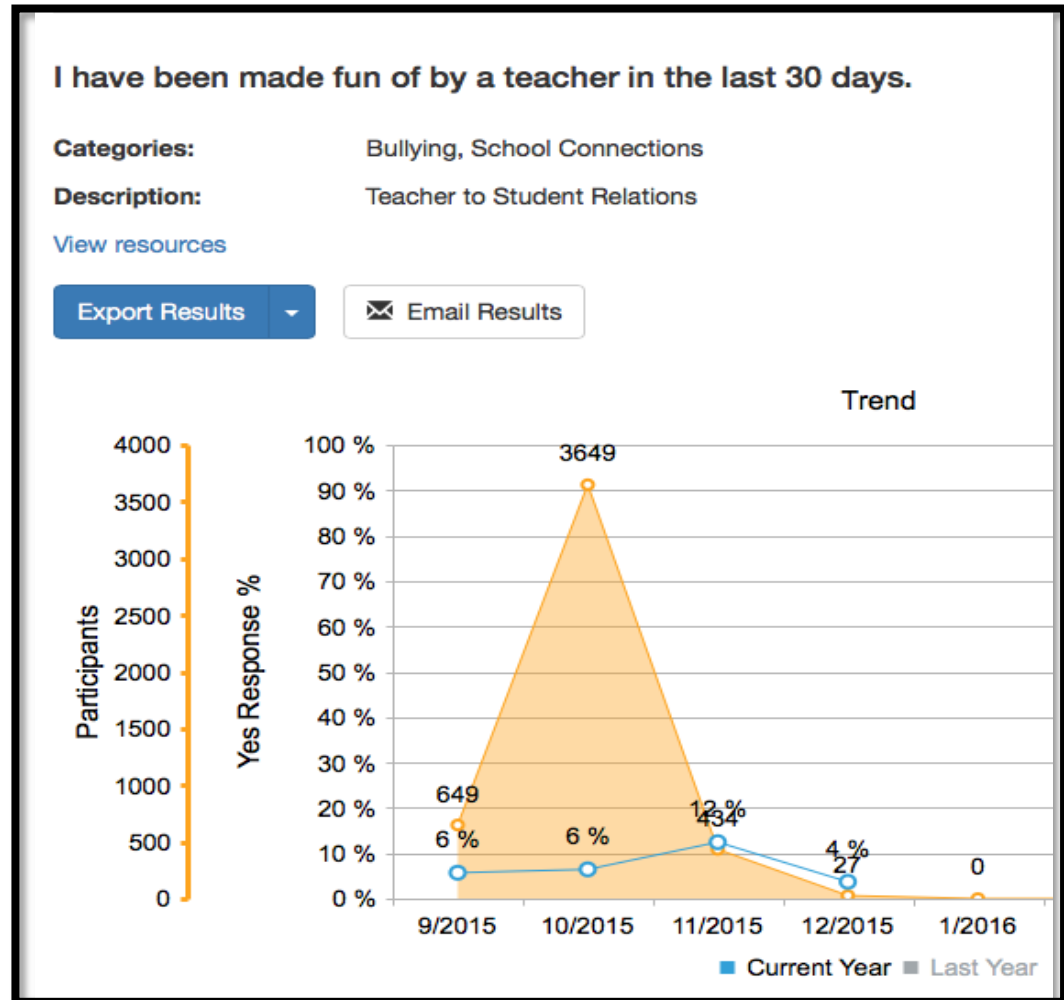 I have been made fun of by a teacher in the last 30 days.
Categories: Bullying, School Connections
Description: Teacher to Student Relations
View resources
Export Results Email Results
Trend
Participants
4000
3500
3000
2500
2000
1500
1000
500
0
Yes Response %
100 %
90 %
80 %
70 %
60 %
50 %
40 %
30 %
20 %
10 %
0 %
3649
649
6 %
6 %
12 %
434
4 %
27
0
9/2015 10/2015 11/2015 12/2015 1/2016
Current Year Last Year